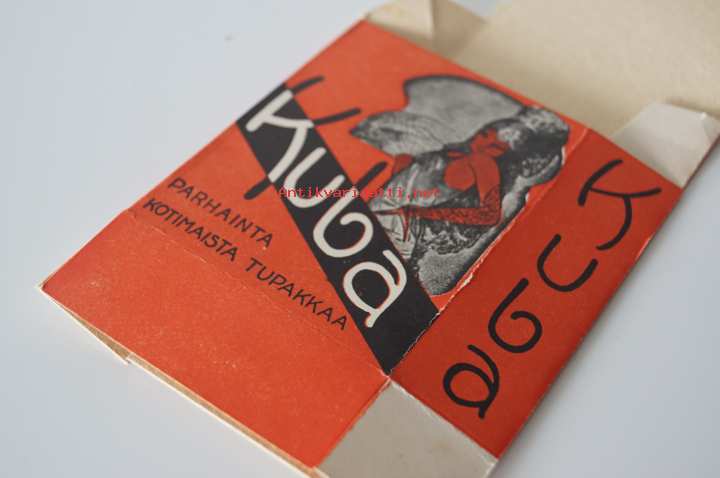 Kuba
PARHAINTA
KOTIMAISTA TUPAKKAA
Kuba
Antikvariaatti.net